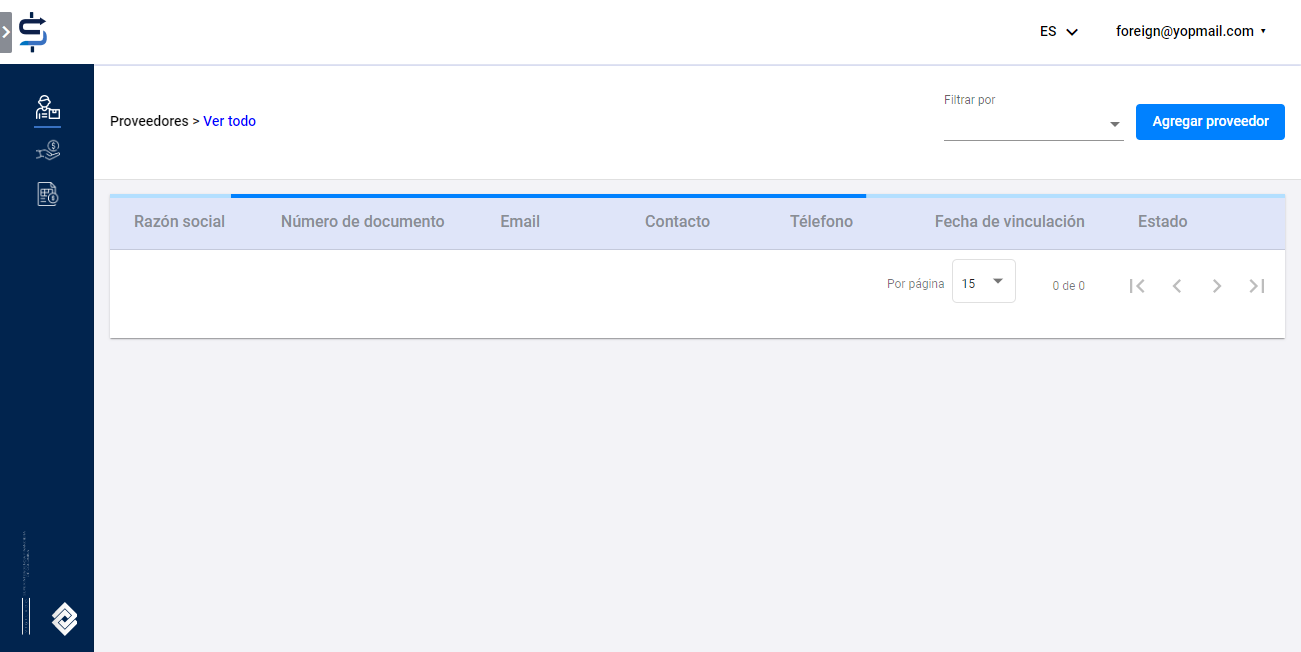 ES
foreign@yopmail.com
Filtrar por
Proveedores > Ver todo
Agregar proveedor
Razón social Número de documento Email Contacto Télefono Fecha de vinculación Estado
Por página 15 0 de 0